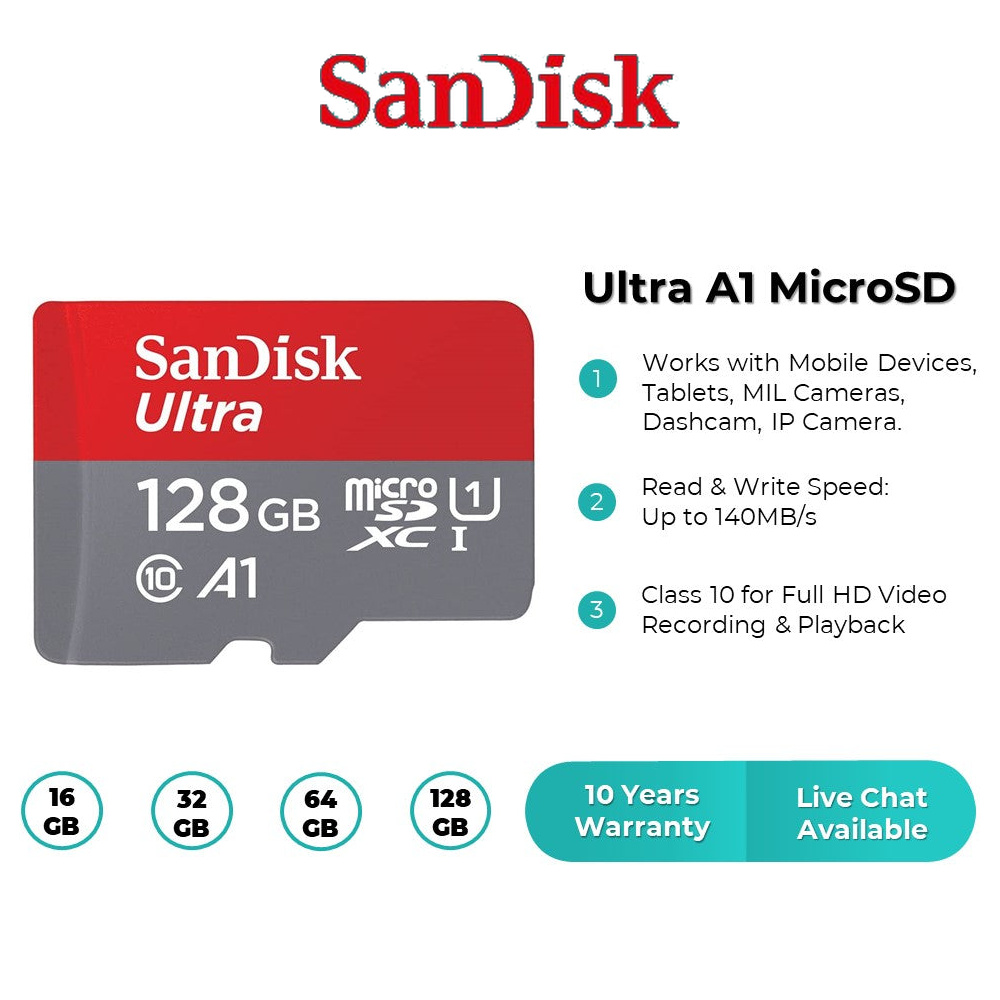 SanDisk
Ultra A1 MicroSD
SanDisk
Ultra
128 GB
micro
SD
XC I
U1
10 A1
1
Works with Mobile Devices,
Tablets, MIL Cameras,
Dashcam, IP Camera.
2
Read & Write Speed:
Up to 140MB/s
3
Class 10 for Full HD Video
Recording & Playback
16
GB
32
GB
64
GB
128
GB
10 Years
Warranty
Live Chat
Available